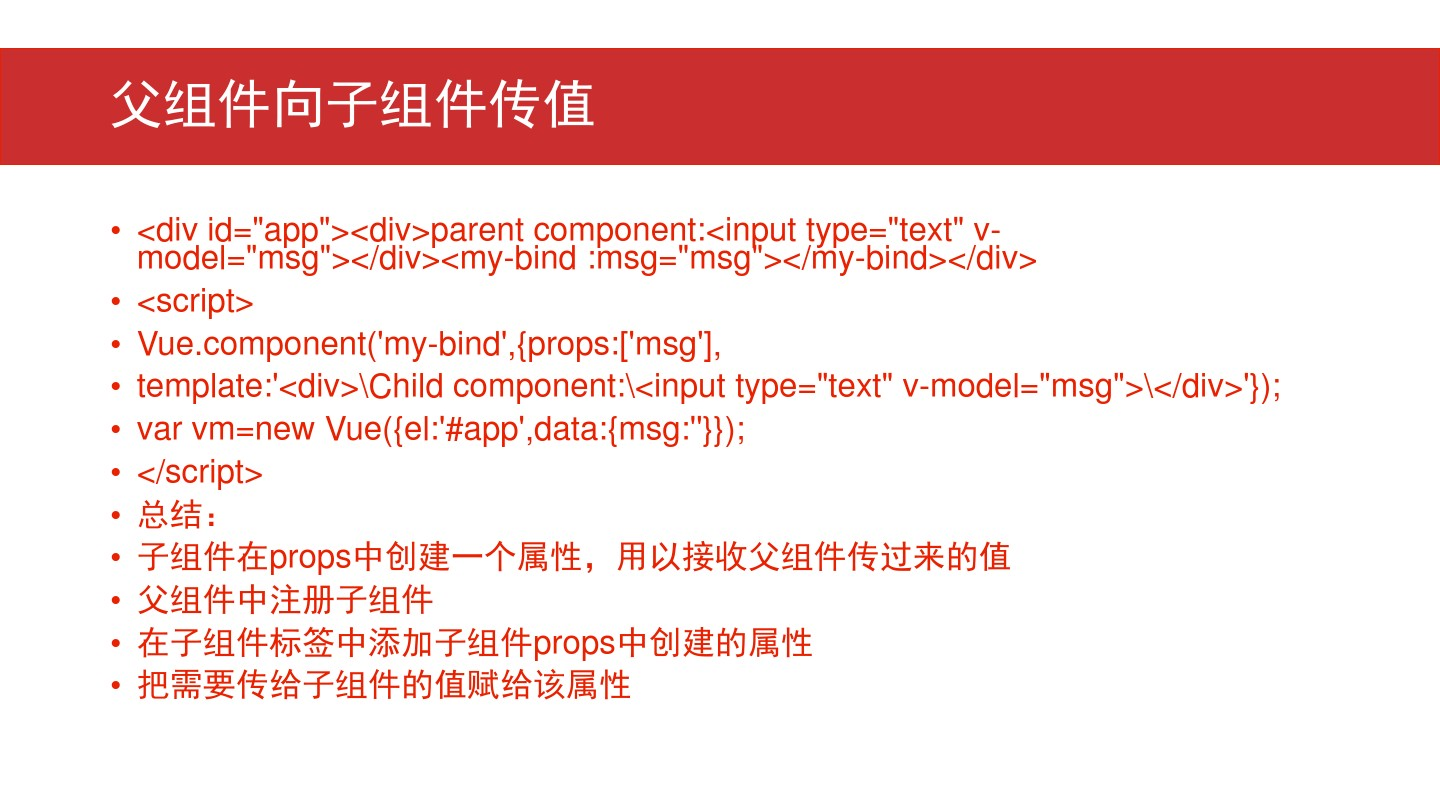 父组件向子组件传值
• <div id="app"><div>parent component:<input type="text" v-
model="msg"></div><my-bind :msg="msg"></my-bind></div>
• <script>
• Vue.component('my-bind',{props:['msg'],
• template:'<div>\Child component:\<input type="text" v-model="msg">\</div>'});
• var vm=new Vue({el:'#app',data:{msg:''}});
• </script>
• 总结：
• 子组件在props中创建一个属性，用以接收父组件传过来的值
• 父组件中注册子组件
• 在子组件标签中添加子组件props中创建的属性
• 把需要传给子组件的值赋给该属性